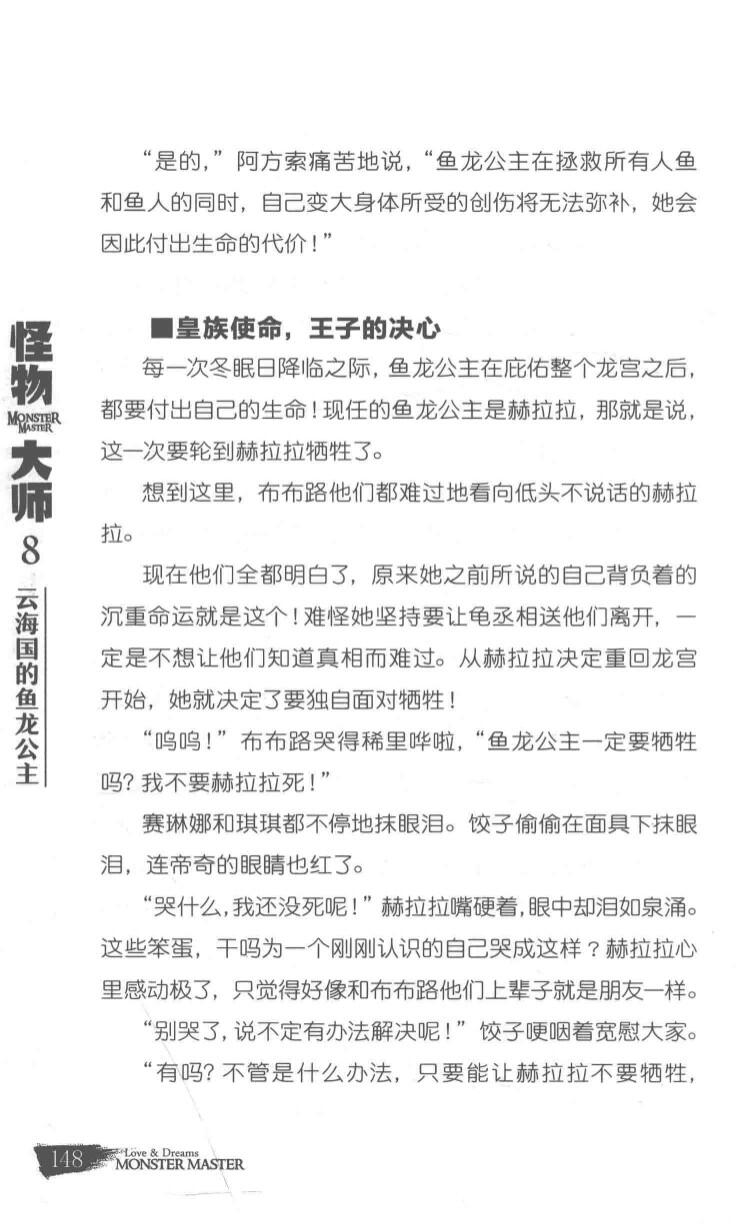 “是的，”阿方索痛苦地说，“鱼龙公主在拯救所有人鱼
和鱼人的同时，自己变大身体所受的创伤将无法弥补，她会
因此付出生命的代价！”
■皇族使命，王子的决心
每一次冬眠日降临之际，鱼龙公主在庇佑整个龙宫之后，
都要付出自己的生命！现任的鱼龙公主是赫拉拉，那就是说，
这一次要轮到赫拉拉牺牲了。
想到这里，布布路他们都难过地看向低头不说话的赫拉
拉。
现在他们全都明白了，原来她之前所说的自己背负着的
沉重命运就是这个！难怪她坚持要让龟丞相送他们离开，一
定是不想让他们知道真相而难过。从赫拉拉决定重回龙宫
开始，她就决定了要独自面对牺牲！
“呜呜！”布布路哭得稀里哗啦，“鱼龙公主一定要牺牲
吗？我不要赫拉拉死！”
赛琳娜和琪琪都不停地抹眼泪。饺子偷偷在面具下抹眼
泪，连帝奇的眼睛也红了。
“哭什么，我还没死呢！”赫拉拉嘴硬着，眼中却泪如泉涌。
这些笨蛋，干吗为一个刚刚认识的自己哭成这样？赫拉拉心
里感动极了，只觉得好像和布布路他们上辈子就是朋友一样。
“别哭了，说不定有办法解决呢！”饺子哽咽着宽慰大家。
“有吗？不管是什么办法，只要能让赫拉拉不要牺牲，
怪物
MONSTER
MASTER
大师
8
云海国的鱼龙公主
148
Love & Dreams
MONSTER MASTER